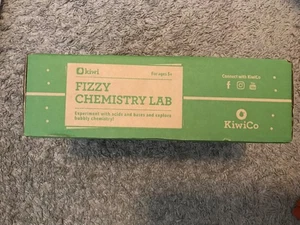 kiwi
For ages 5+
FIZZY
CHEMISTRY LAB
Experiment with acids and bases and explore
bubbly chemistry!
Connect with KiwiCo
KiwiCo